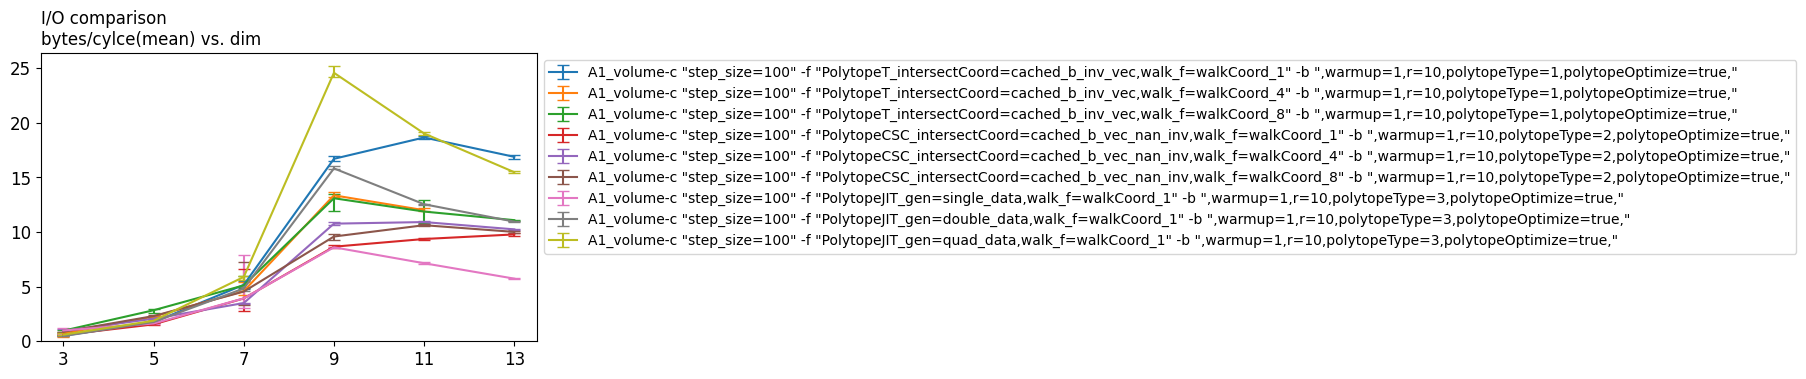 I/O comparison
bytes/cylce(mean) vs. dim
25
20
15
10
5
0
3 5 7 9 11 13
A1_volume-c "step_size=100" -f "PolytopeT_intersectCoord=cached_b_inv_vec,walk_f=walkCoord_1" -b ",warmup=1,r=10,polytopeType=1,polytopeOptimize=true,"
A1_volume-c "step_size=100" -f "PolytopeT_intersectCoord=cached_b_inv_vec,walk_f=walkCoord_4" -b ",warmup=1,r=10,polytopeType=1,polytopeOptimize=true,"
A1_volume-c "step_size=100" -f "PolytopeT_intersectCoord=cached_b_inv_vec,walk_f=walkCoord_8" -b ",warmup=1,r=10,polytopeType=1,polytopeOptimize=true,"
A1_volume-c "step_size=100" -f "PolytopeCSC_intersectCoord=cached_b_vec_nan_inv,walk_f=walkCoord_1" -b ",warmup=1,r=10,polytopeType=2,polytopeOptimize=true,"
A1_volume-c "step_size=100" -f "PolytopeCSC_intersectCoord=cached_b_vec_nan_inv,walk_f=walkCoord_4" -b ",warmup=1,r=10,polytopeType=2,polytopeOptimize=true,"
A1_volume-c "step_size=100" -f "PolytopeCSC_intersectCoord=cached_b_vec_nan_inv,walk_f=walkCoord_8" -b ",warmup=1,r=10,polytopeType=2,polytopeOptimize=true,"
A1_volume-c "step_size=100" -f "PolytopeJIT_gen=single_data,walk_f=walkCoord_1" -b ",warmup=1,r=10,polytopeType=3,polytopeOptimize=true,"
A1_volume-c "step_size=100" -f "PolytopeJIT_gen=double_data,walk_f=walkCoord_1" -b ",warmup=1,r=10,polytopeType=3,polytopeOptimize=true,"
A1_volume-c "step_size=100" -f "PolytopeJIT_gen=quad_data,walk_f=walkCoord_1" -b ",warmup=1,r=10,polytopeType=3,polytopeOptimize=true,"